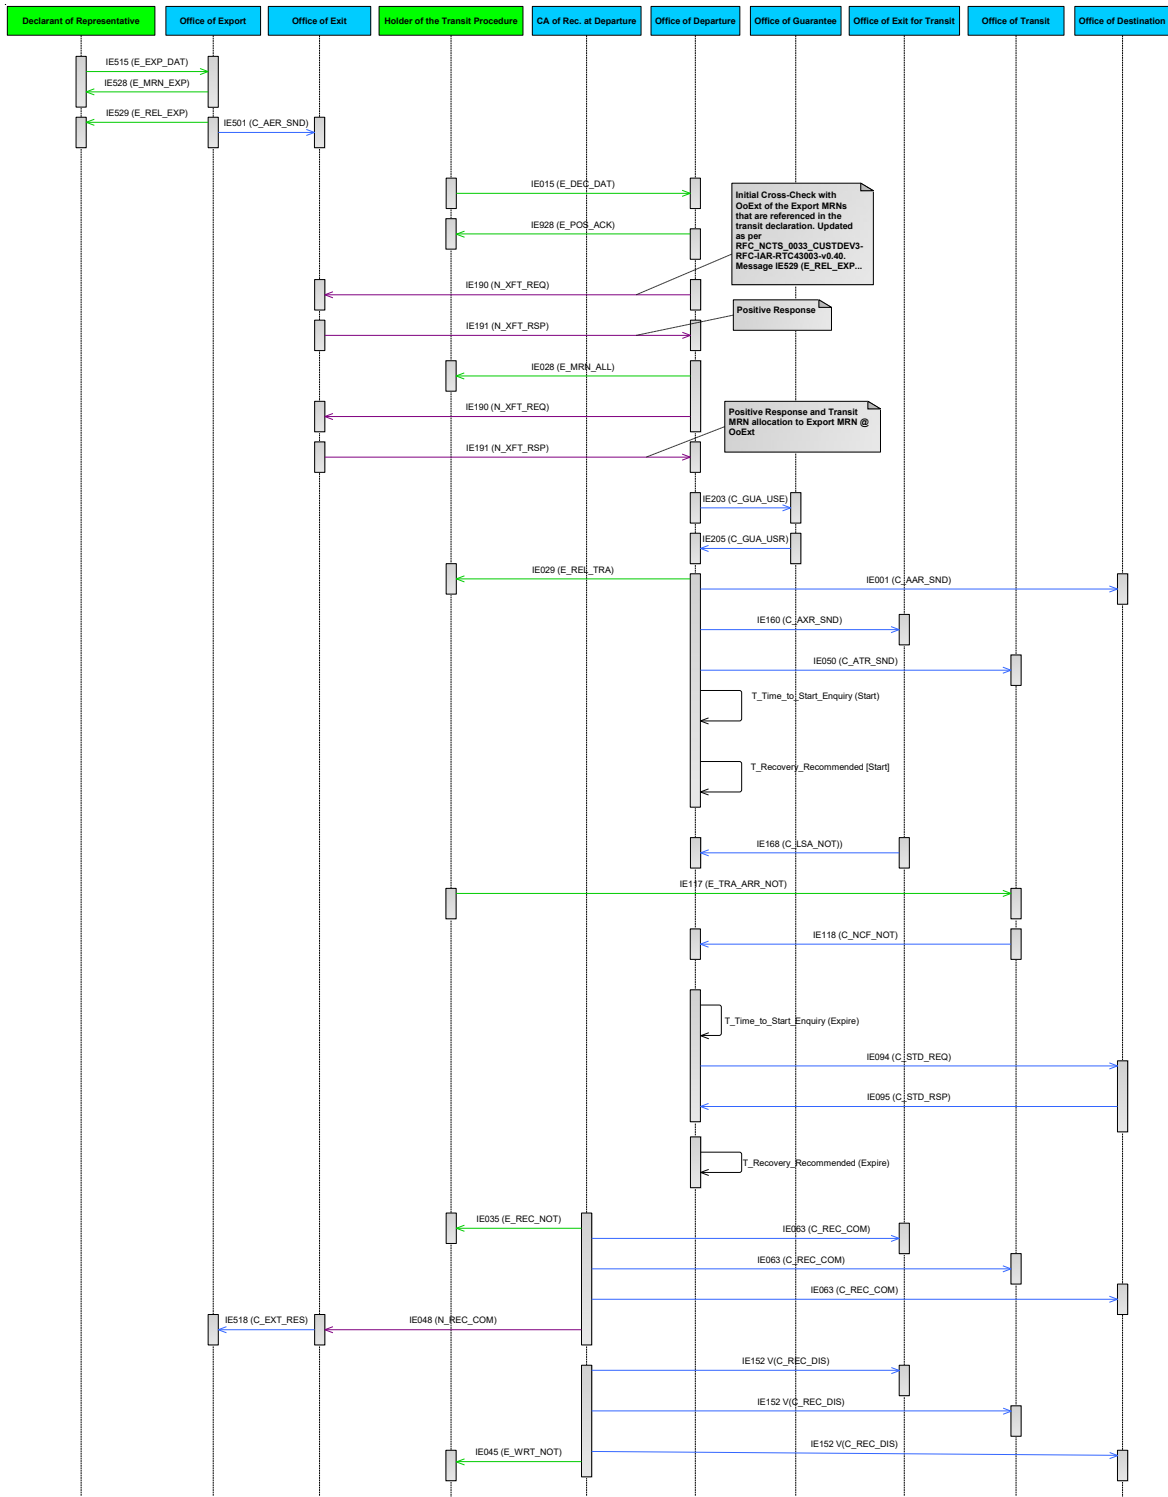 Declarant of Representative
Office of Export
Office of Exit
Holder of the Transit Procedure
CA of Rec. at Departure
Office of Departure
Office of Guarantee
Office of Exit for Transit
Office of Transit
Office of Destination
IE515 (E_EXP_DAT)
IE528 (E_MRN_EXP)
IE529 (E_REL_EXP)
IE501 (C_AER_SND)
IE015 (E_DEC_DAT)
Initial Cross-Check with
OoExt of the Export MRNs
that are referenced in the
transit declaration. Updated
as per
RFC_NCTS_0033_CUSTDEV3-
RFC-IAR-RTC43003-v0.40.
Message IE529 (E_REL_EXP...
IE928 (E_POS_ACK)
IE190 (N_XFT_REQ)
Positive Response
IE191 (N_XFT_RSP)
IE028 (E_MRN_ALL)
IE190 (N_XFT_REQ)
Positive Response and Transit
MRN allocation to Export MRN @
OoExt
IE191 (N_XFT_RSP)
IE203 (C_GUA_USE)
IE205 (C_GUA_USR)
IE029 (E_REL_TRA)
IE001 (C_AAR_SND)
IE160 (C_AXR_SND)
IE050 (C_ATR_SND)
T_Time_to_Start_Enquiry (Start)
T_Recovery_Recommended [Start]
IE168 (C_LSA_NOT))
IE117 (E_TRA_ARR_NOT)
IE118 (C_NCF_NOT)
T_Time_to_Start_Enquiry (Expire)
IE094 (C_STD_REQ)
IE095 (C_STD_RSP)
T_Recovery_Recommended (Expire)
IE035 (E_REC_NOT)
IE063 (C_REC_COM)
IE063 (C_REC_COM)
IE063 (C_REC_COM)
IE518 (C_EXT_RES)
IE048 (N_REC_COM)
IE152 V(C_REC_DIS)
IE152 V(C_REC_DIS)
IE152 V(C_REC_DIS)
IE045 (E_WRT_NOT)